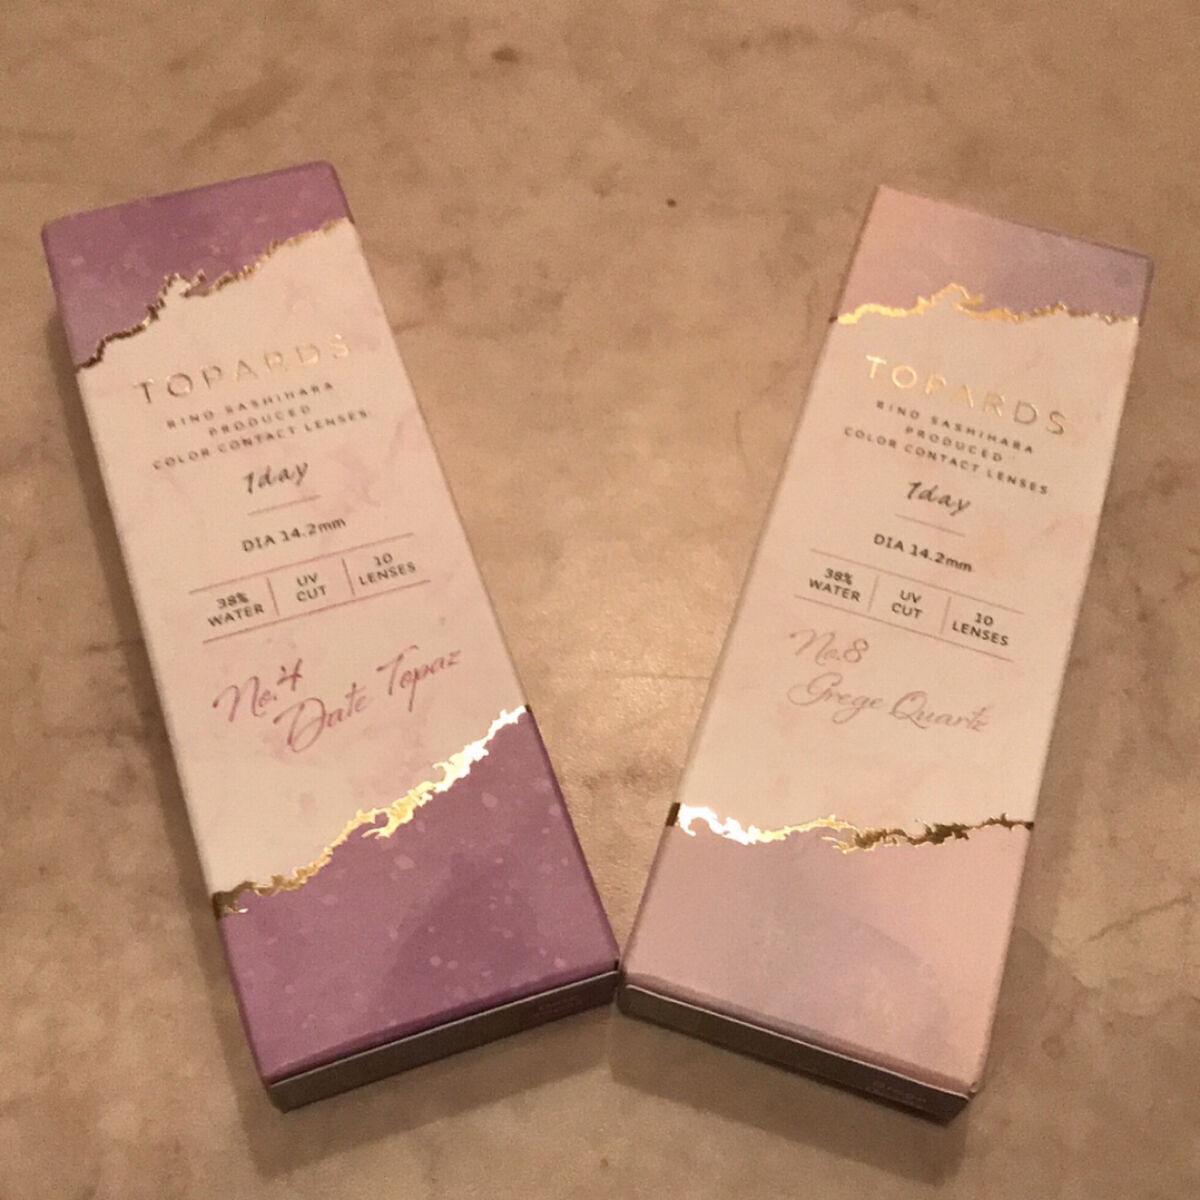 TOPARDS
RINO SASHIHARA
PRODUCED
COLOR CONTACT LENSES
1day
DIA 14.2mm
38% WATER
UV CUT
10 LENSES
No.4
Date Topaz
TOPARDS
RINO SASHIHARA
PRODUCED
COLOR CONTACT LENSES
1day
DIA 14.2mm
38% WATER
UV CUT
10 LENSES
No.8
Grege Quartz